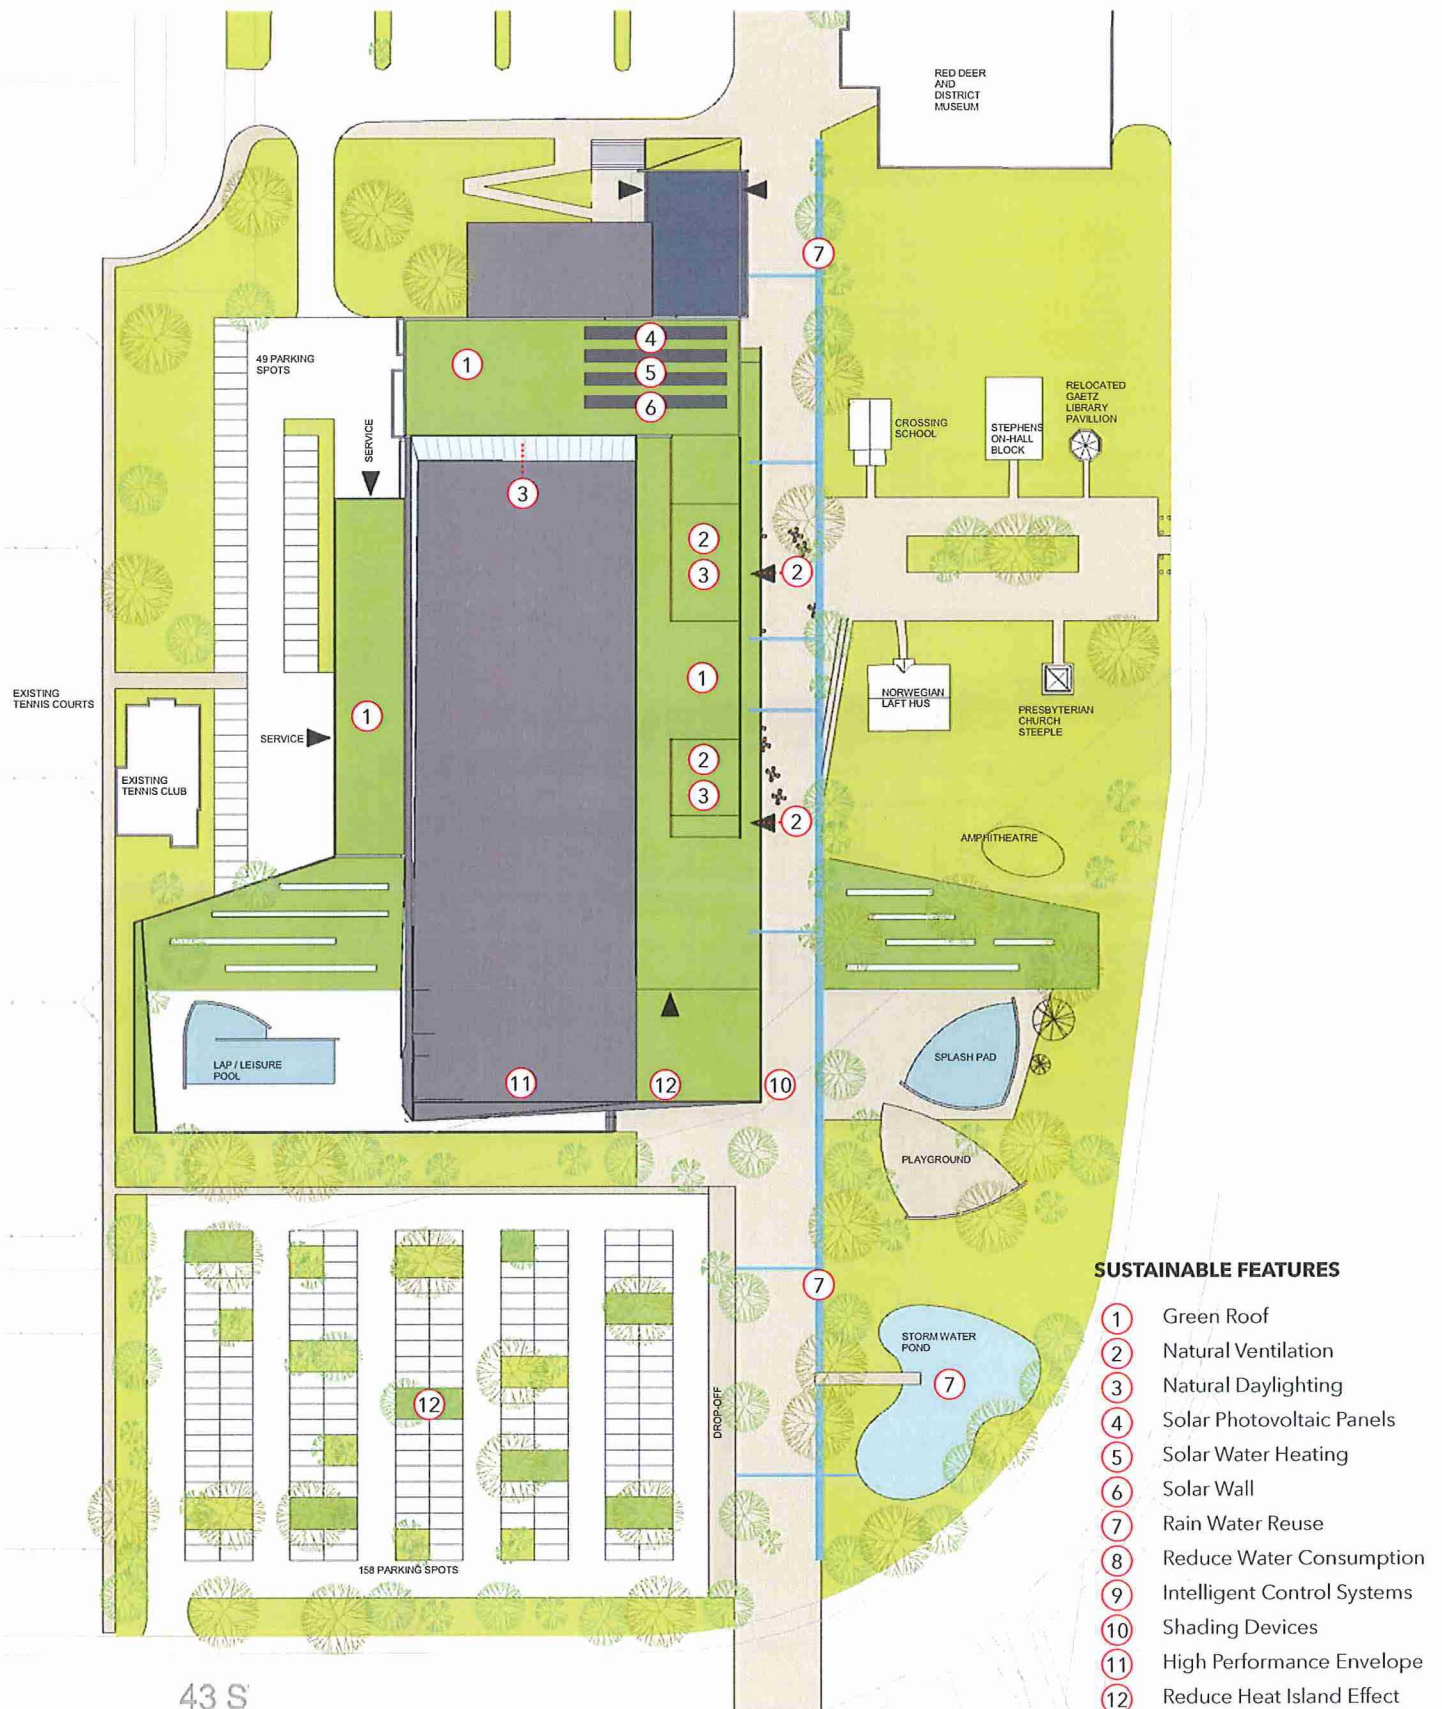 RED DEER
AND
DISTRICT
MUSEUM
7
4
1
49 PARKING
SPOTS
5
RELOCATED
GAETZ
LIBRARY
PAVILLION
6
CROSSING
SCHOOL
STEPHENS
ON-HALL
BLOCK
SERVICE
3
2
3
2
1
EXISTING
TENNIS COURTS
NORWEGIAN
LAFT HUS
PRESBYTERIAN
CHURCH
STEEPLE
1
SERVICE
2
EXISTING
TENNIS CLUB
3
2
AMPHITHEATRE
LAP / LEISURE
POOL
SPLASH PAD
11
12
10
PLAYGROUND
7
STORM WATER
POND
7
12
DROP-OFF
158 PARKING SPOTS
43 S
SUSTAINABLE FEATURES
1 Green Roof
2 Natural Ventilation
3 Natural Daylighting
4 Solar Photovoltaic Panels
5 Solar Water Heating
6 Solar Wall
7 Rain Water Reuse
8 Reduce Water Consumption
9 Intelligent Control Systems
10 Shading Devices
11 High Performance Envelope
12 Reduce Heat Island Effect